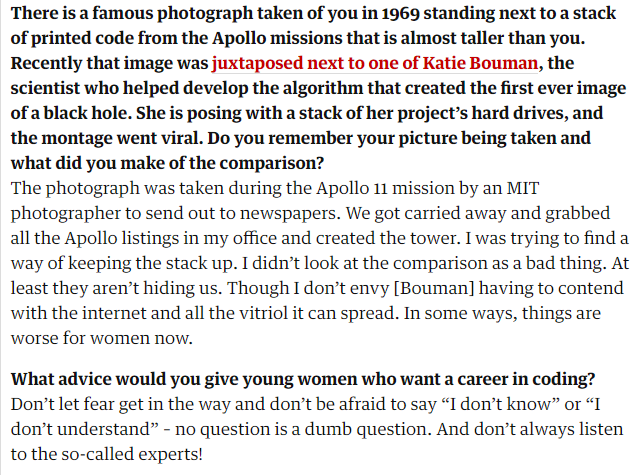 There is a famous photograph taken of you in 1969 standing next to a stack
of printed code from the Apollo missions that is almost taller than you.
Recently that image was juxtaposed next to one of Katie Bouman, the
scientist who helped develop the algorithm that created the first ever image
of a black hole. She is posing with a stack of her project’s hard drives, and
the montage went viral. Do you remember your picture being taken and
what did you make of the comparison?
The photograph was taken during the Apollo 11 mission by an MIT
photographer to send out to newspapers. We got carried away and grabbed
all the Apollo listings in my office and created the tower. I was trying to find a
way of keeping the stack up. I didn’t look at the comparison as a bad thing. At
least they aren’t hiding us. Though I don’t envy [Bouman] having to contend
with the internet and all the vitriol it can spread. In some ways, things are
worse for women now.
What advice would you give young women who want a career in coding?
Don’t let fear get in the way and don’t be afraid to say “I don’t know” or “I
don’t understand” – no question is a dumb question. And don’t always listen
to the so-called experts!